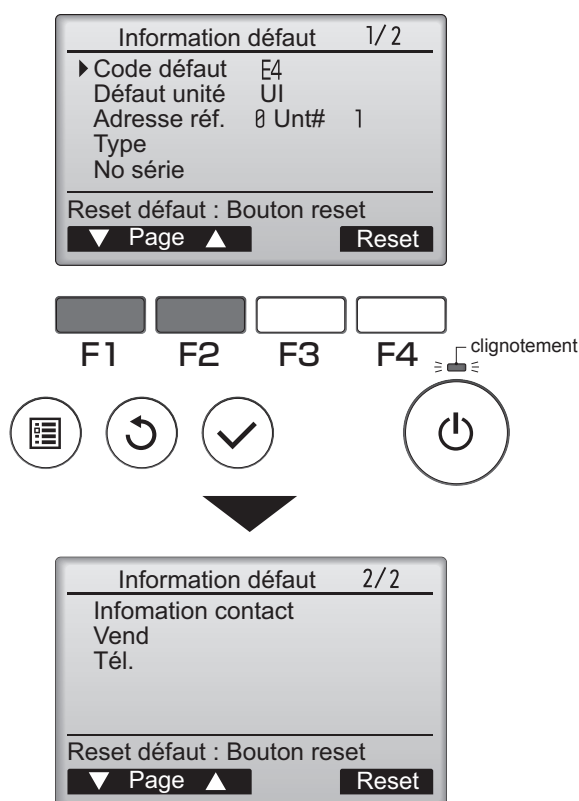 Information défaut 1/2
Code défaut E4
Défaut unité UI
Adresse réf. 0 Unt# 1
Type
No série
Reset défaut : Bouton reset
Page Reset
F1 F2 F3 F4
clignotement
Information défaut 2/2
Infomation contact
Vend
Tél.
Reset défaut : Bouton reset
Page Reset